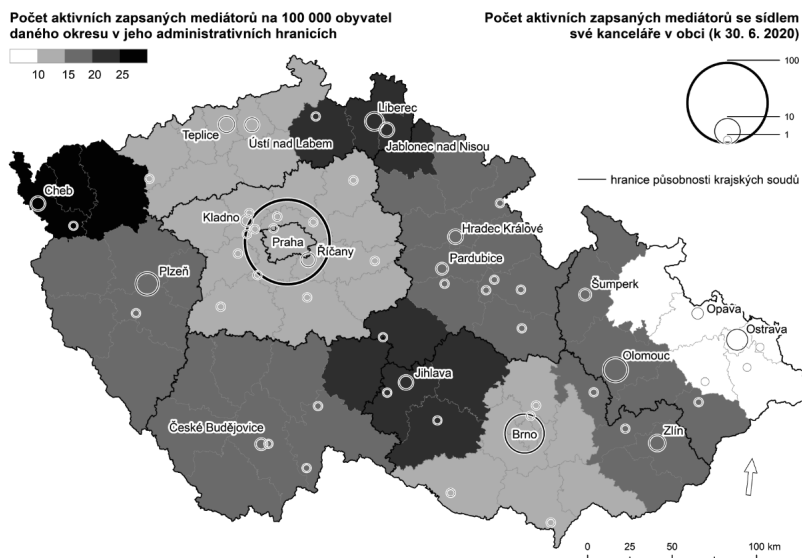 Počet aktivních zapsaných mediátorů na 100 000 obyvatel
daného okresu v jeho administrativních hranicích
10 15 20 25
Počet aktivních zapsaných mediátorů se sídlem
své kanceláře v obci (k 30. 6. 2020)
100
10
1
hranice působnosti krajských soudů
Liberec
Teplice
Ústí nad Labem
Jablonec nad Nisou
Cheb
Kladno
Hradec Králové
Praha
Říčany
Pardubice
Plzeň
Šumperk
Opava
Ostrava
Olomouc
Jihlava
České Budějovice
Brno
Zlín
0 25 50 100 km